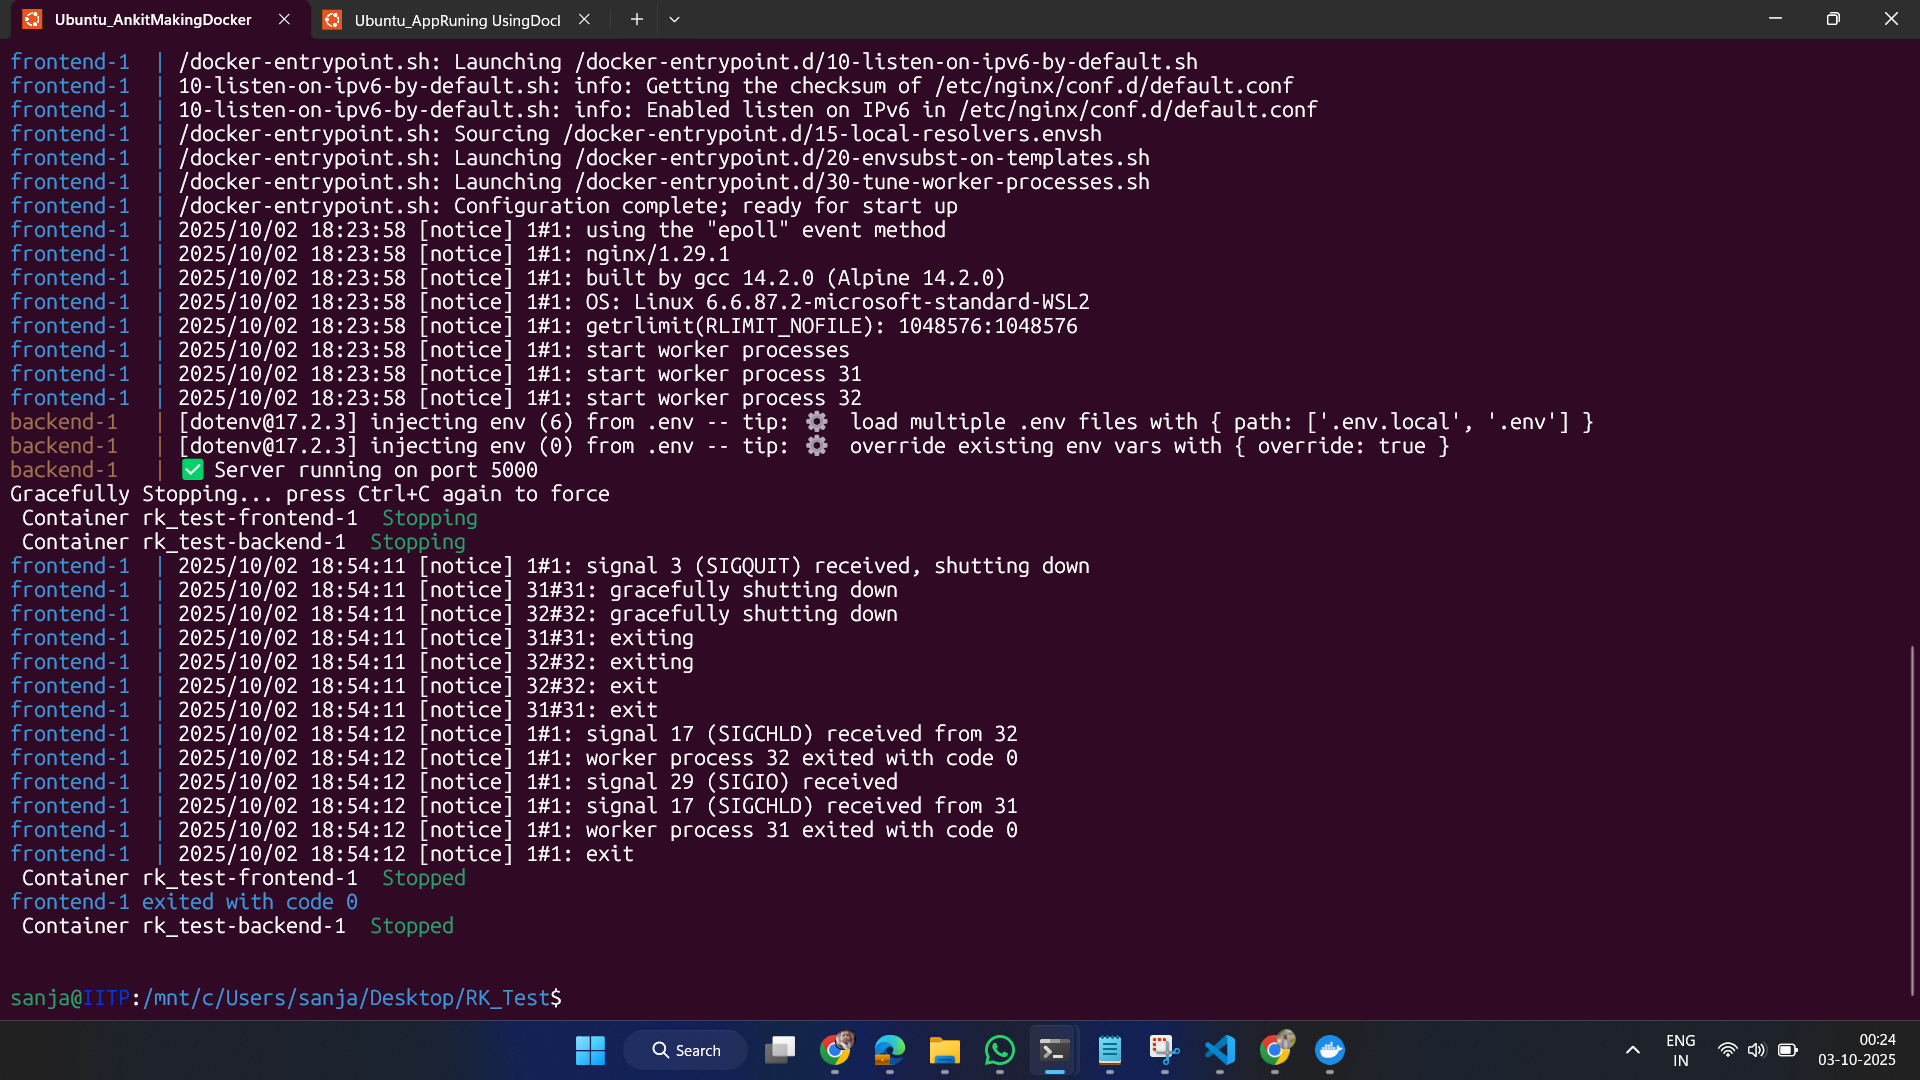 Ubuntu_AnkitMakingDocker
Ubuntu_AppRuning UsingDocl
frontend-1 | /docker-entrypoint.sh: Launching /docker-entrypoint.d/10-listen-on-ipv6-by-default.sh
frontend-1 | 10-listen-on-ipv6-by-default.sh: info: Getting the checksum of /etc/nginx/conf.d/default.conf
frontend-1 | 10-listen-on-ipv6-by-default.sh: info: Enabled listen on IPv6 in /etc/nginx/conf.d/default.conf
frontend-1 | /docker-entrypoint.sh: Sourcing /docker-entrypoint.d/15-local-resolvers.envsh
frontend-1 | /docker-entrypoint.sh: Launching /docker-entrypoint.d/20-envsubst-on-templates.sh
frontend-1 | /docker-entrypoint.sh: Launching /docker-entrypoint.d/30-tune-worker-processes.sh
frontend-1 | /docker-entrypoint.sh: Configuration complete; ready for start up
frontend-1 | 2025/10/02 18:23:58 [notice] 1#1: using the "epoll" event method
frontend-1 | 2025/10/02 18:23:58 [notice] 1#1: nginx/1.29.1
frontend-1 | 2025/10/02 18:23:58 [notice] 1#1: built by gcc 14.2.0 (Alpine 14.2.0)
frontend-1 | 2025/10/02 18:23:58 [notice] 1#1: OS: Linux 6.6.87.2-microsoft-standard-WSL2
frontend-1 | 2025/10/02 18:23:58 [notice] 1#1: getrlimit(RLIMIT_NOFILE): 1048576:1048576
frontend-1 | 2025/10/02 18:23:58 [notice] 1#1: start worker processes
frontend-1 | 2025/10/02 18:23:58 [notice] 1#1: start worker process 31
frontend-1 | 2025/10/02 18:23:58 [notice] 1#1: start worker process 32
backend-1 | [dotenv@17.2.3] injecting env (6) from .env -- tip: ⚙️ load multiple .env files with { path: ['.env.local', '.env'] }
backend-1 | [dotenv@17.2.3] injecting env (0) from .env -- tip: ⚙️ override existing env vars with { override: true }
backend-1 | ✅ Server running on port 5000
Gracefully Stopping... press Ctrl+C again to force
Container rk_test-frontend-1 Stopping
Container rk_test-backend-1 Stopping
frontend-1 | 2025/10/02 18:54:11 [notice] 1#1: signal 3 (SIGQUIT) received, shutting down
frontend-1 | 2025/10/02 18:54:11 [notice] 31#31: gracefully shutting down
frontend-1 | 2025/10/02 18:54:11 [notice] 32#32: gracefully shutting down
frontend-1 | 2025/10/02 18:54:11 [notice] 31#31: exiting
frontend-1 | 2025/10/02 18:54:11 [notice] 32#32: exiting
frontend-1 | 2025/10/02 18:54:11 [notice] 32#32: exit
frontend-1 | 2025/10/02 18:54:11 [notice] 31#31: exit
frontend-1 | 2025/10/02 18:54:12 [notice] 1#1: signal 17 (SIGCHLD) received from 32
frontend-1 | 2025/10/02 18:54:12 [notice] 1#1: worker process 32 exited with code 0
frontend-1 | 2025/10/02 18:54:12 [notice] 1#1: signal 29 (SIGIO) received
frontend-1 | 2025/10/02 18:54:12 [notice] 1#1: signal 17 (SIGCHLD) received from 31
frontend-1 | 2025/10/02 18:54:12 [notice] 1#1: worker process 31 exited with code 0
frontend-1 | 2025/10/02 18:54:12 [notice] 1#1: exit
Container rk_test-frontend-1 Stopped
frontend-1 exited with code 0
Container rk_test-backend-1 Stopped
sanja@IITP:/mnt/c/Users/sanja/Desktop/RK_Test$
Search
ENG
IN
00:24
03-10-2025